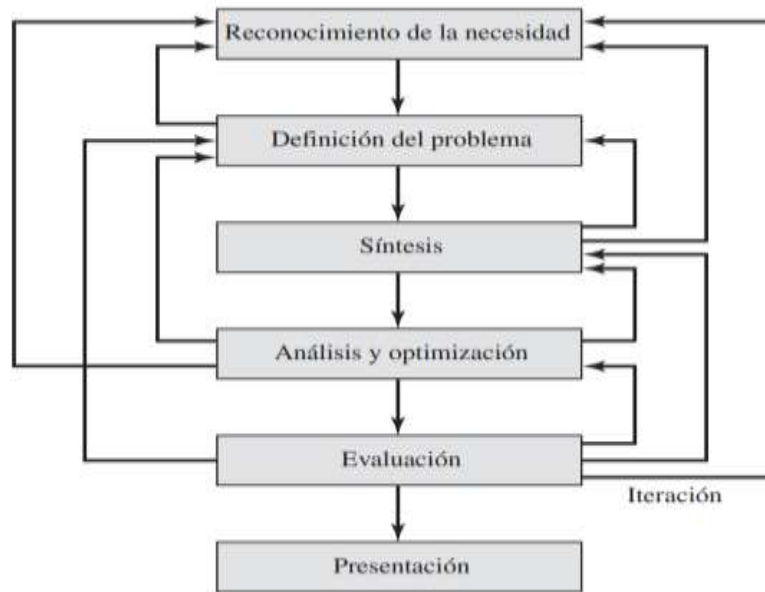 Reconocimiento de la necesidad
Definición del problema
Síntesis
Análisis y optimización
Evaluación
Iteración
Presentación